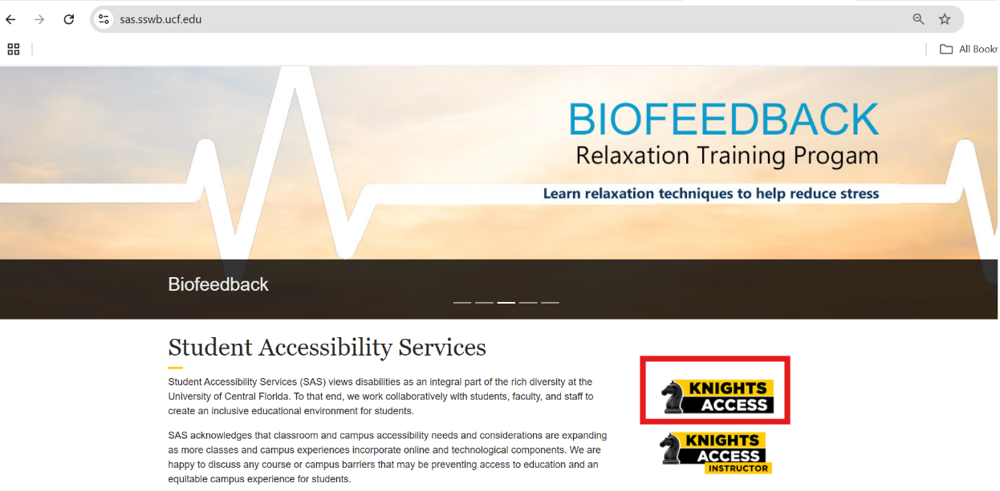 sas.sswb.ucf.edu
All Bookr
BIOFEEDBACK
Relaxation Training Progam
Learn relaxation techniques to help reduce stress
Biofeedback
Student Accessibility Services
Student Accessibility Services (SAS) views disabilities as an integral part of the rich diversity at the
University of Central Florida. To that end, we work collaboratively with students, faculty, and staff to
create an inclusive educational environment for students.
SAS acknowledges that classroom and campus accessibility needs and considerations are expanding
as more classes and campus experiences incorporate online and technological components. We are
happy to discuss any course or campus barriers that may be preventing access to education and an
equitable campus experience for students.
KNIGHTS
ACCESS
KNIGHTS
ACCESS
INSTRUCTOR